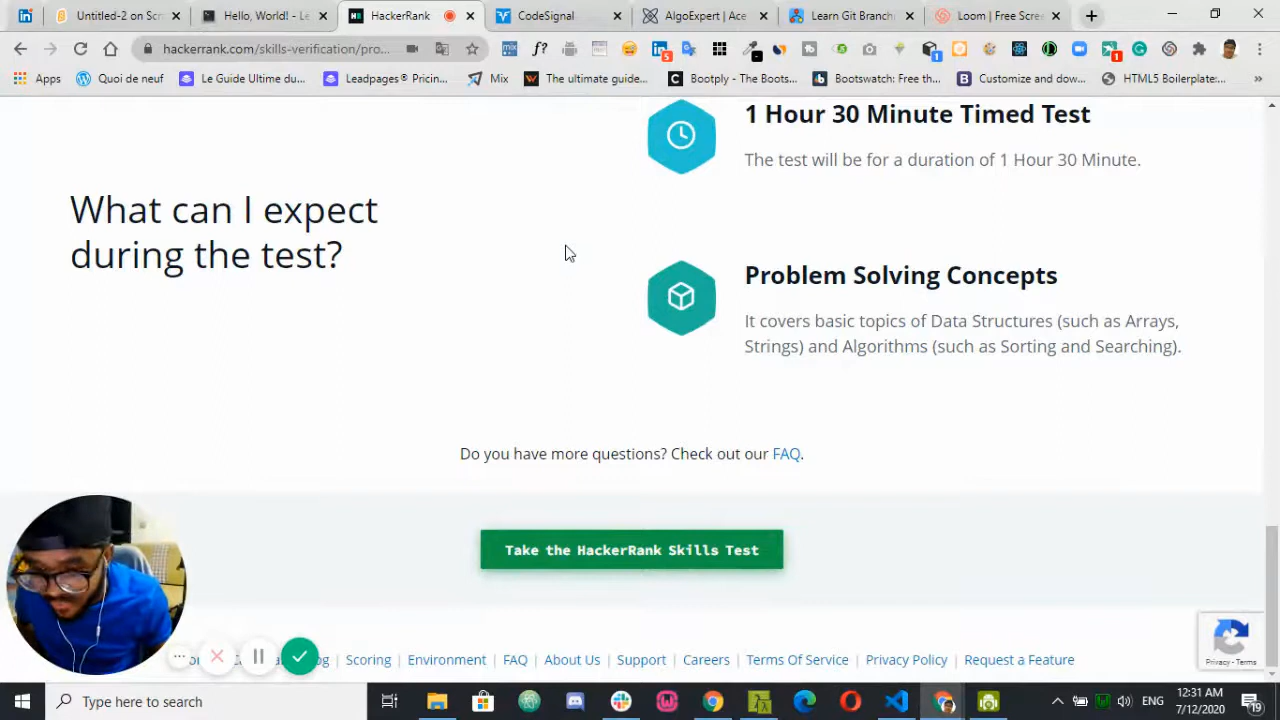 Untitled-2 on Scr
Hello, World! - Le
HackerRank
CodeSignal
AlgoExpert | Ace
Learn Git Branchi
Loom | Free Scree
hackerrank.com/skills-verification/pro...
Apps
Quoi de neuf
Le Guide Ultime du...
Leadpages® Pricin...
Mix
The ultimate guide...
Bootply - The Boots...
Bootswatch: Free th...
Customize and dow...
HTML5 Boilerplate:...
1 Hour 30 Minute Timed Test
The test will be for a duration of 1 Hour 30 Minute.
What can I expect
during the test?
Problem Solving Concepts
It covers basic topics of Data Structures (such as Arrays,
Strings) and Algorithms (such as Sorting and Searching).
Do you have more questions? Check out our FAQ.
Take the HackerRank Skills Test
| Scoring | Environment | FAQ | About Us | Support | Careers | Terms Of Service | Privacy Policy | Request a Feature
Privacy - Terms
Type here to search
ENG
12:31 AM
7/12/2020
19